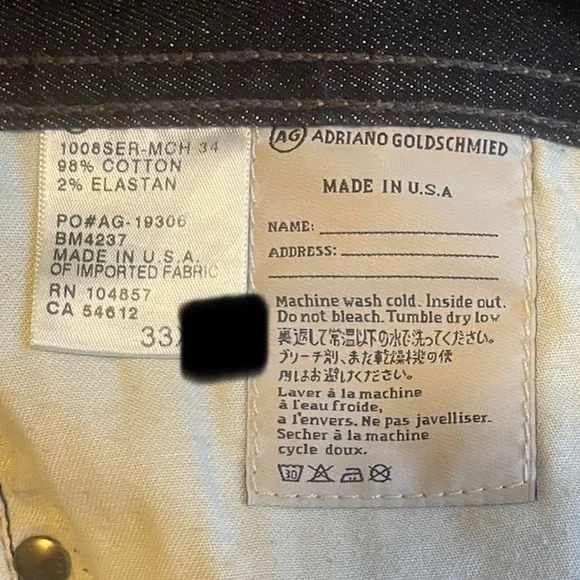 1008SER-MCH 34
98% COTTON
2% ELASTAN
PO#AG-19306
BM4237
MADE IN U.S.A.
OF IMPORTED FABRIC
RN 104857
CA 54612
33
AG ADRIANO GOLDSCHMIED
MADE IN U.S.A
NAME:
ADDRESS:
Machine wash cold. Inside out.
Do not bleach. Tumble dry low
裏返して常温以下の水で洗ってください。
ブリーチ剤、また乾燥機の使
用はお避けください。
Laver à la machine
à l'eau froide,
a l'envers. Ne pas javelliser.
Secher à la machine
cycle doux.
30